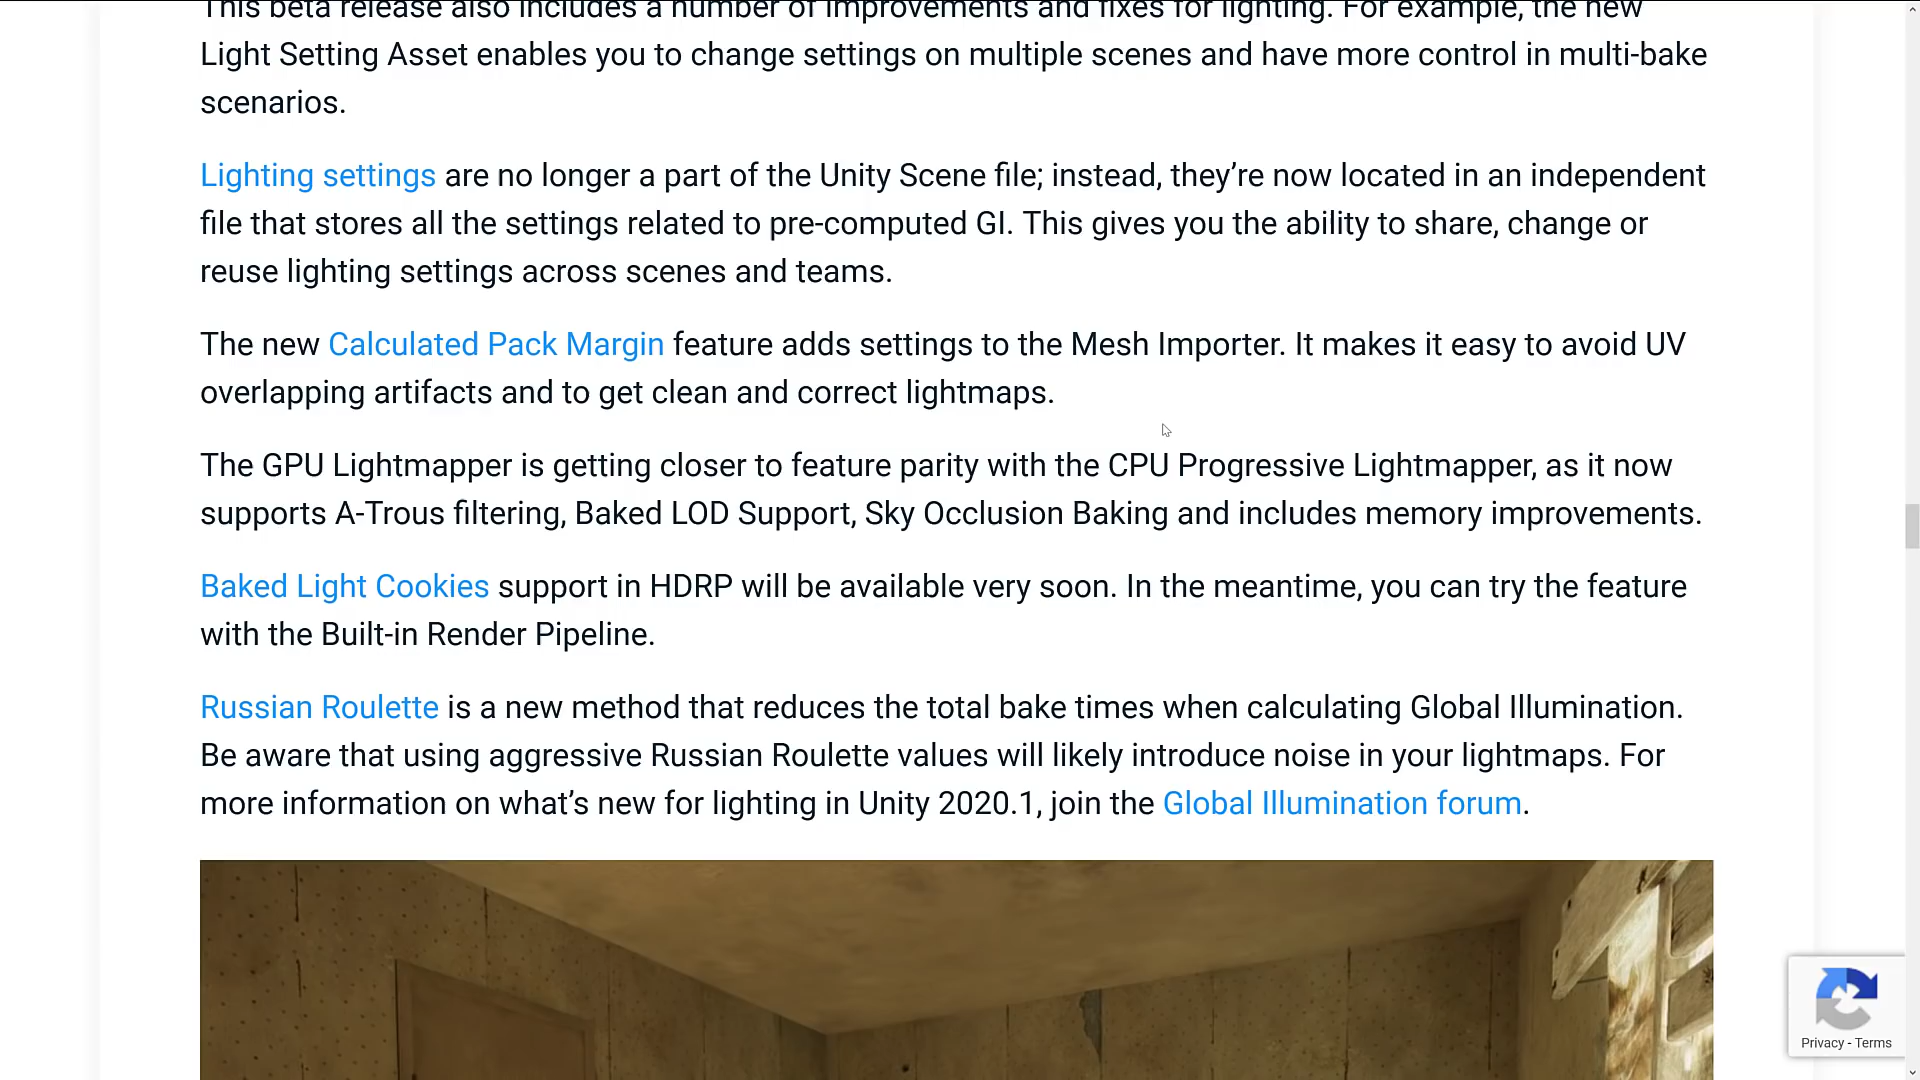 This beta release also includes a number of improvements and fixes for lighting. For example, the new
Light Setting Asset enables you to change settings on multiple scenes and have more control in multi-bake
scenarios.
Lighting settings are no longer a part of the Unity Scene file; instead, they’re now located in an independent
file that stores all the settings related to pre-computed GI. This gives you the ability to share, change or
reuse lighting settings across scenes and teams.
The new Calculated Pack Margin feature adds settings to the Mesh Importer. It makes it easy to avoid UV
overlapping artifacts and to get clean and correct lightmaps.
The GPU Lightmapper is getting closer to feature parity with the CPU Progressive Lightmapper, as it now
supports A-Trous filtering, Baked LOD Support, Sky Occlusion Baking and includes memory improvements.
Baked Light Cookies support in HDRP will be available very soon. In the meantime, you can try the feature
with the Built-in Render Pipeline.
Russian Roulette is a new method that reduces the total bake times when calculating Global Illumination.
Be aware that using aggressive Russian Roulette values will likely introduce noise in your lightmaps. For
more information on what’s new for lighting in Unity 2020.1, join the Global Illumination forum.
Privacy - Terms